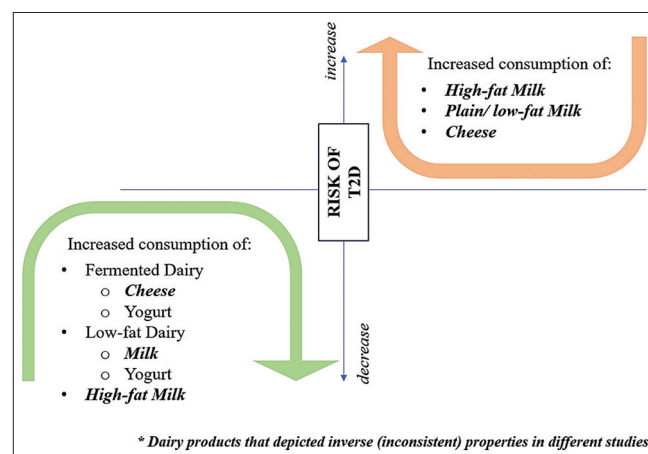 increase
Increased consumption of:
• High-fat Milk
• Plain/ low-fat Milk
• Cheese
RISK OF
T2D
Increased consumption of:
• Fermented Dairy
o Cheese
o Yogurt
• Low-fat Dairy
o Milk
o Yogurt
• High-fat Milk
decrease
* Dairy products that depicted inverse (inconsistent) properties in different studies